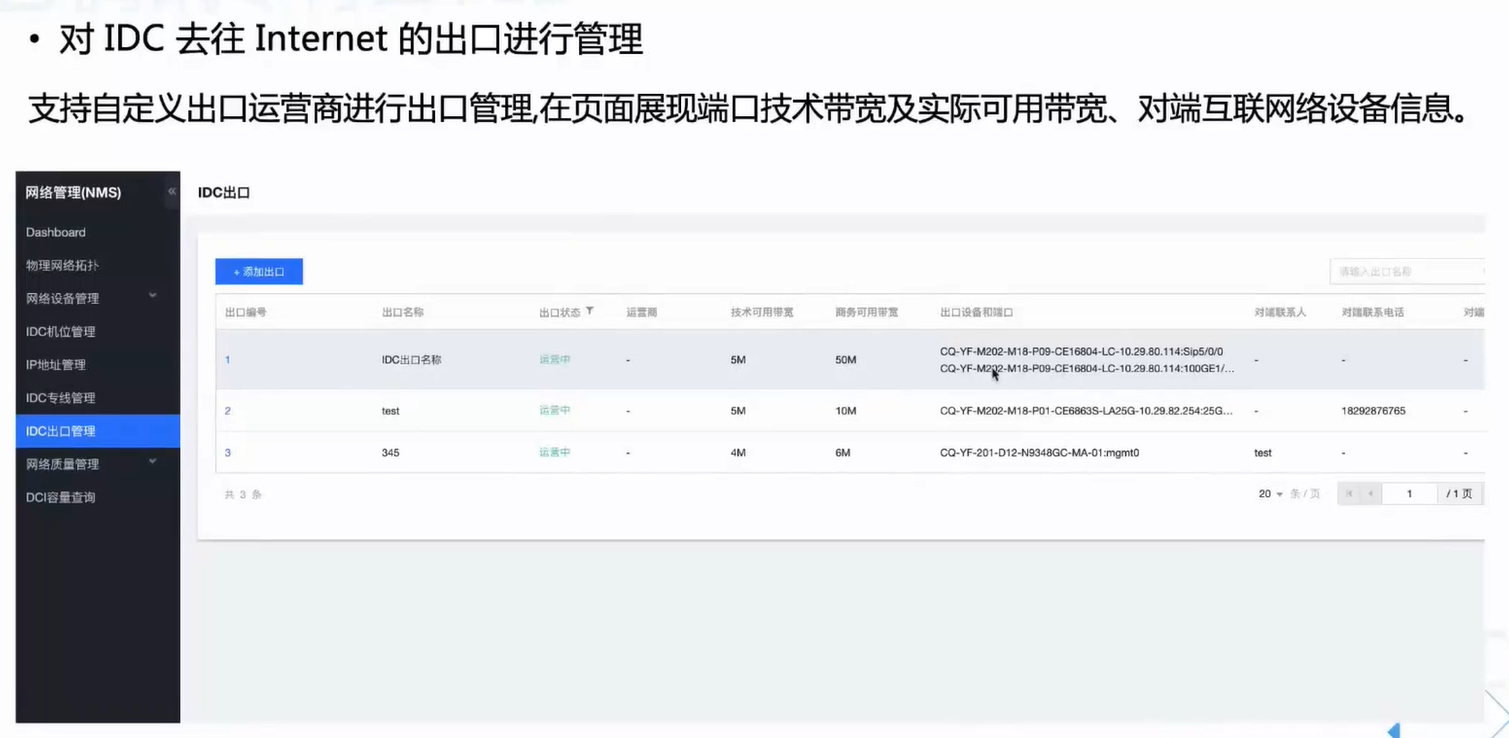 • 对 IDC 去往 Internet 的出口进行管理
支持自定义出口运营商进行出口管理,在页面展现端口技术带宽及实际可用带宽、对端互联网络设备信息。
网络管理(NMS) «
IDC出口
Dashboard
物理网络拓扑
网络设备管理
IDC机位管理
IP地址管理
IDC专线管理
IDC出口管理
网络质量管理
DCI容量查询
+ 添加出口
请输入出口名称
出口编号 出口名称 出口状态 运营商 技术可用带宽 商务可用带宽 出口设备和端口 对端联系人 对端联系电话 对端
1 IDC出口名称 运营中 - 5M 50M CQ-YF-M202-M18-P09-CE16804-LC-10.29.80.114:Sip5/0/0 - - -
CQ-YF-M202-M18-P09-CE16804-LC-10.29.80.114:100GE1/...
2 test 运营中 - 5M 10M CQ-YF-M202-M18-P01-CE6863S-LA25G-10.29.82.254:25G... - 18292876765 -
3 345 运营中 - 4M 6M CQ-YF-201-D12-N9348GC-MA-01:mgmt0 test - -
共 3 条
20 条 / 页 1 / 1 页